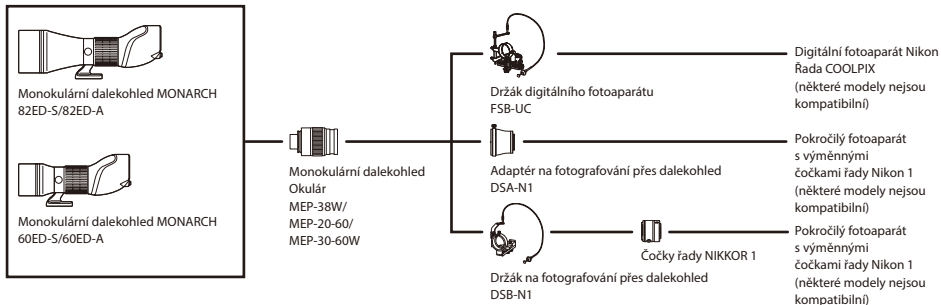 Monokulární dalekohled MONARCH
82ED-S/82ED-A
Monokulární dalekohled MONARCH
60ED-S/60ED-A
Monokulární dalekohled
Okulár
MEP-38W/
MEP-20-60/
MEP-30-60W
Držák digitálního fotoaparátu
FSB-UC
Digitální fotoaparát Nikon
Řada COOLPIX
(některé modely nejsou
kompatibilní)
Adaptér na fotografování přes dalekohled
DSA-N1
Pokročilý fotoaparát
s výměnnými
čočkami řady Nikon 1
(některé modely nejsou
kompatibilní)
Držák na fotografování přes dalekohled
DSB-N1
Čočky řady NIKKOR 1
Pokročilý fotoaparát
s výměnnými
čočkami řady Nikon 1
(některé modely nejsou
kompatibilní)